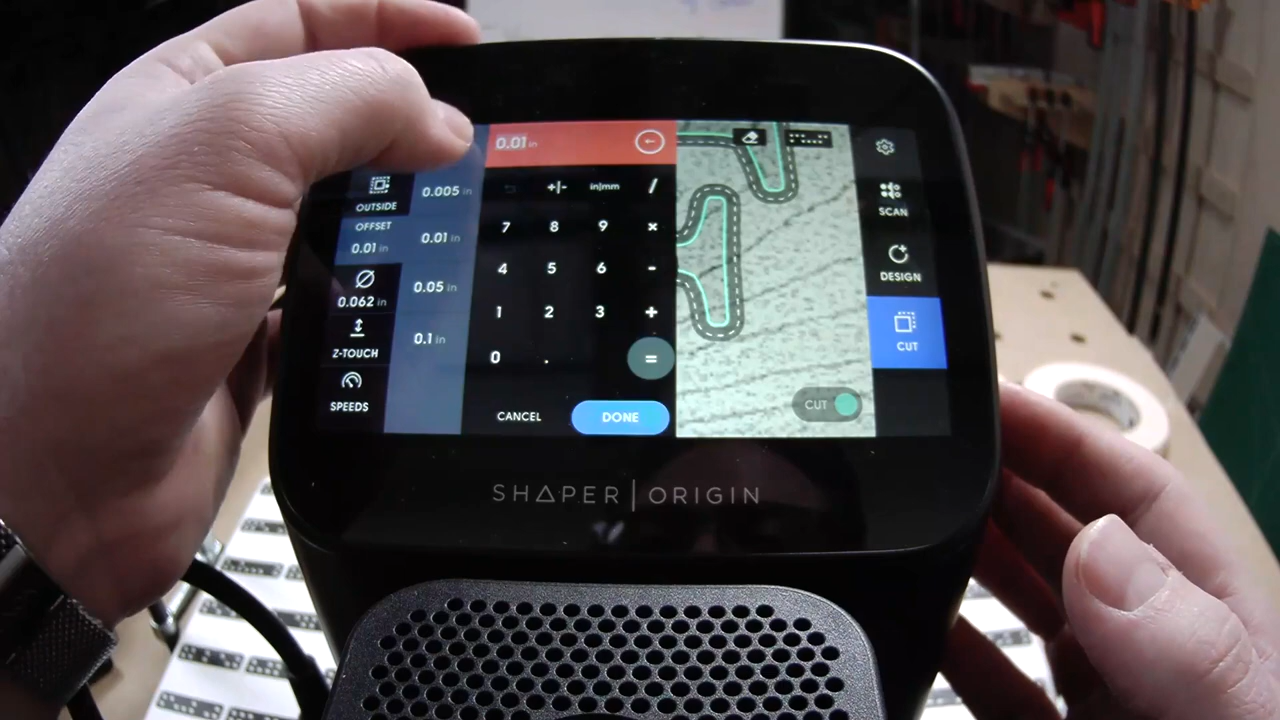 OUTSIDE
OFFSET
0.01 in
0.062 in
Z-TOUCH
SPEEDS
0.005 in
0.01 in
0.05 in
0.1 in
0.01 in
+|- in|mm /
7 8 9 ×
4 5 6 -
1 2 3 +
0 . =
CANCEL DONE
CUT
SCAN
DESIGN
CUT
SHAPER | ORIGIN